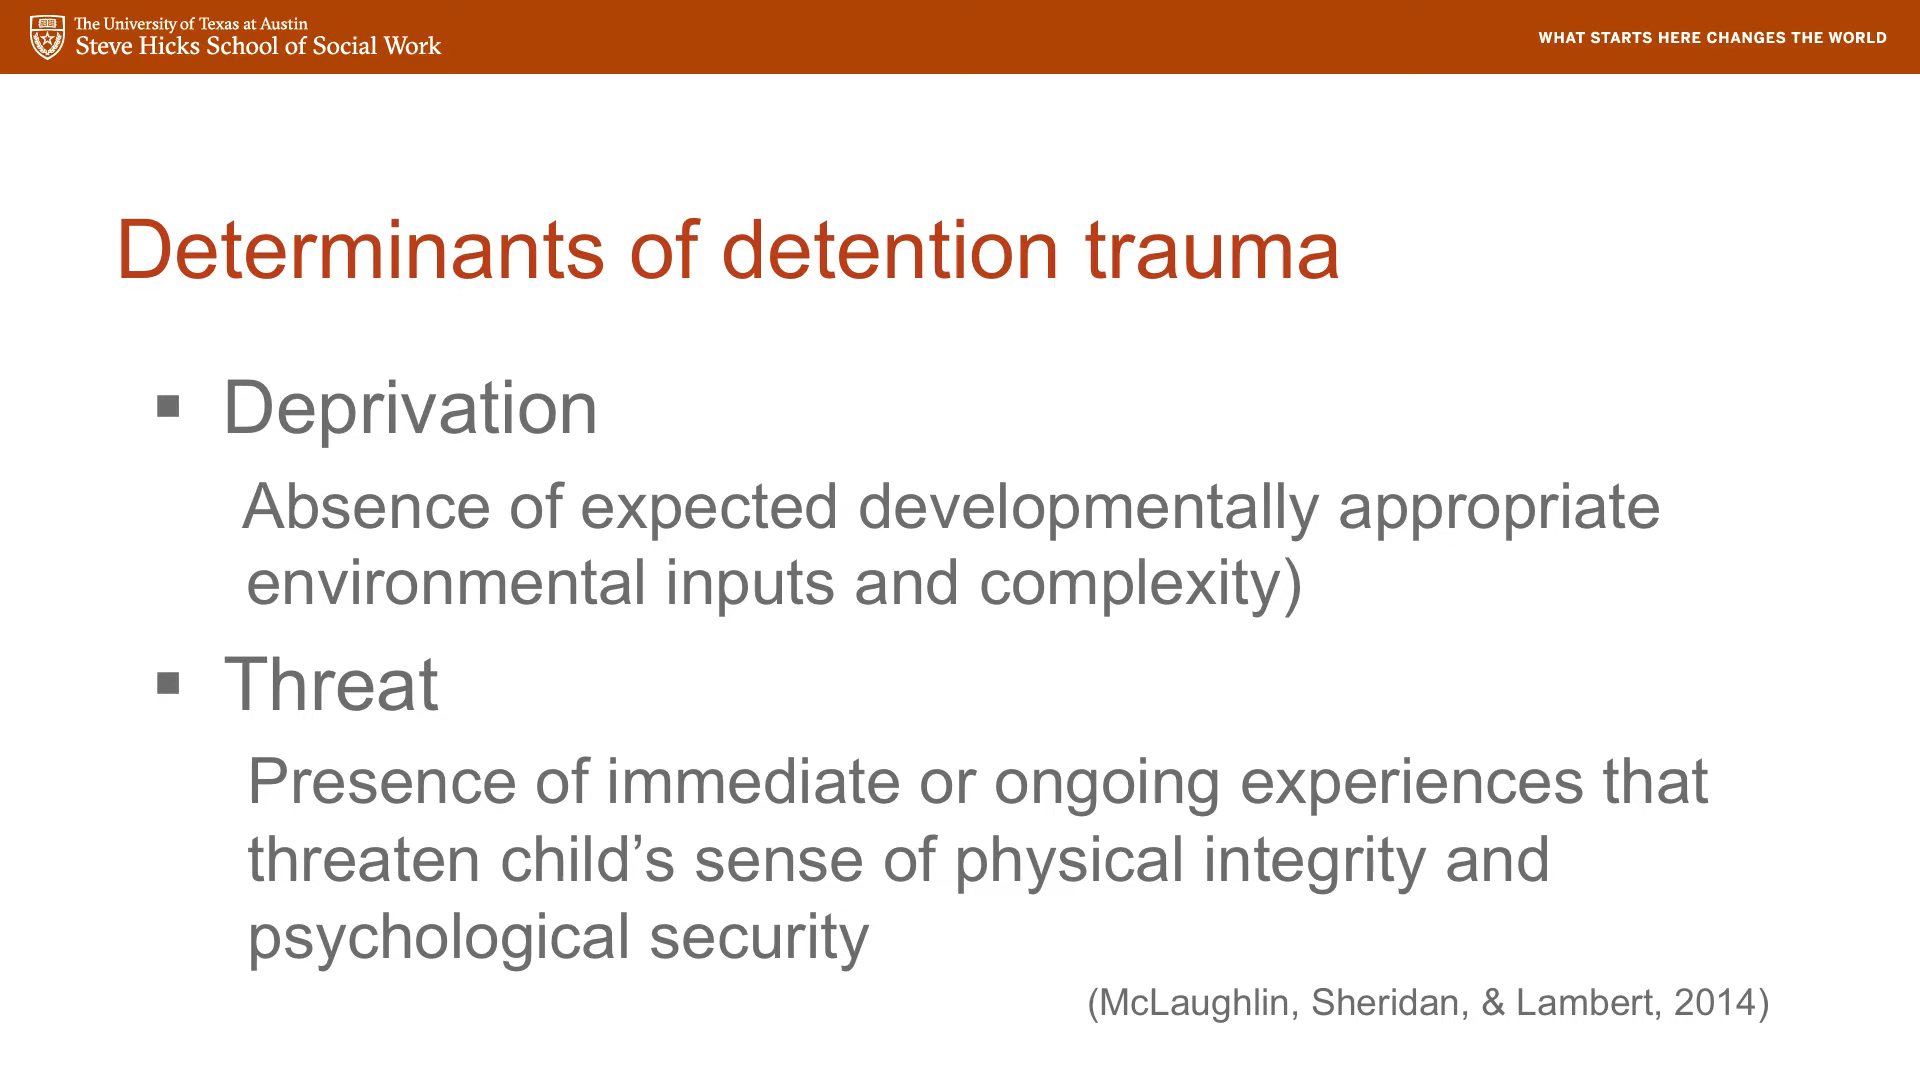 The University of Texas at Austin
Steve Hicks School of Social Work
WHAT STARTS HERE CHANGES THE WORLD
Determinants of detention trauma
▪ Deprivation
Absence of expected developmentally appropriate
environmental inputs and complexity)
▪ Threat
Presence of immediate or ongoing experiences that
threaten child’s sense of physical integrity and
psychological security
(McLaughlin, Sheridan, & Lambert, 2014)